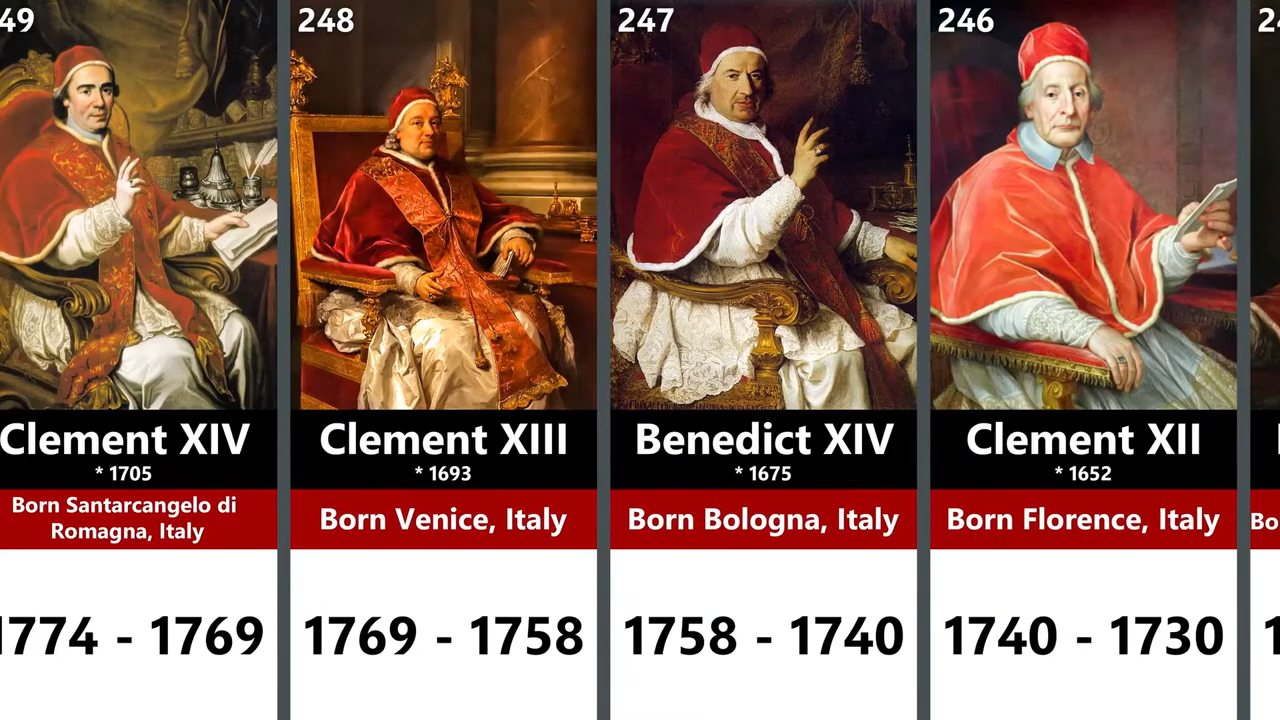 49
Clement XIV
* 1705
Born Santarcangelo di
Romagna, Italy
1774 - 1769
248
Clement XIII
* 1693
Born Venice, Italy
1769 - 1758
247
Benedict XIV
* 1675
Born Bologna, Italy
1758 - 1740
246
Clement XII
* 1652
Born Florence, Italy
1740 - 1730
Bo